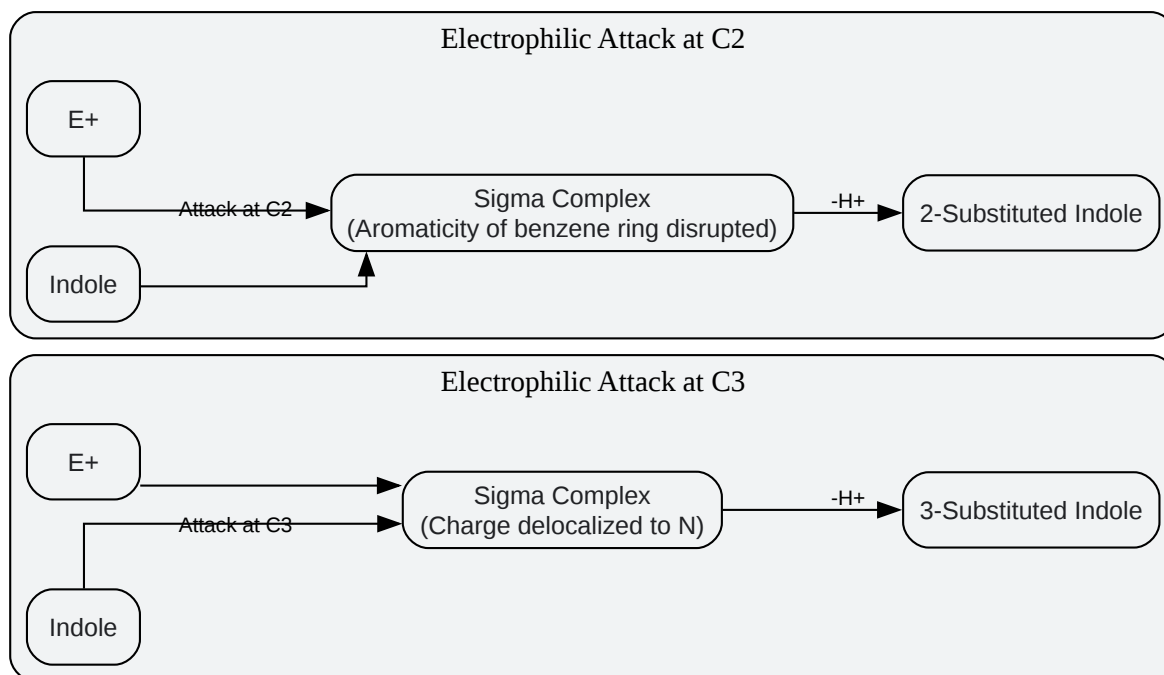 Electrophilic Attack at C2
E+
Attack at C2
Indole
Sigma Complex
(Aromaticity of benzene ring disrupted)
-H+
2-Substituted Indole
Electrophilic Attack at C3
E+
Attack at C3
Indole
Sigma Complex
(Charge delocalized to N)
-H+
3-Substituted Indole